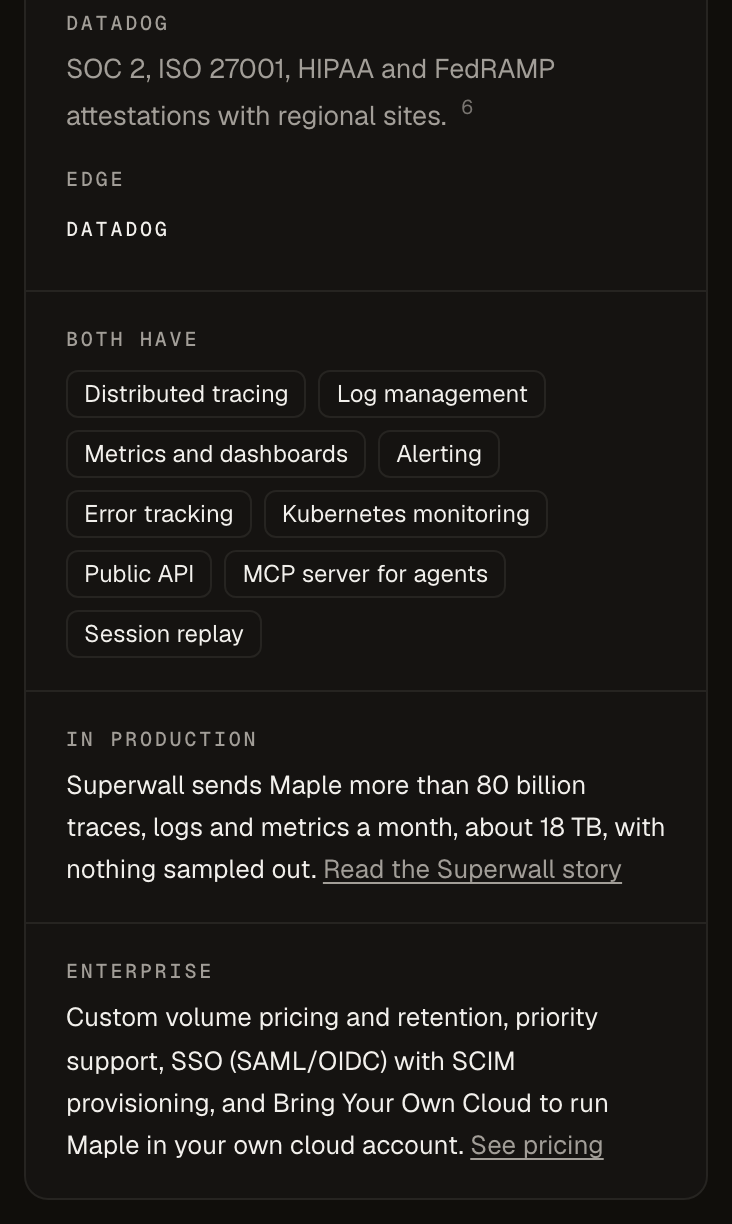 DATADOG
SOC 2, ISO 27001, HIPAA and FedRAMP
attestations with regional sites. 6
EDGE
DATADOG
BOTH HAVE
Distributed tracing Log management
Metrics and dashboards Alerting
Error tracking Kubernetes monitoring
Public API MCP server for agents
Session replay
IN PRODUCTION
Superwall sends Maple more than 80 billion
traces, logs and metrics a month, about 18 TB, with
nothing sampled out. Read the Superwall story
ENTERPRISE
Custom volume pricing and retention, priority
support, SSO (SAML/OIDC) with SCIM
provisioning, and Bring Your Own Cloud to run
Maple in your own cloud account. See pricing